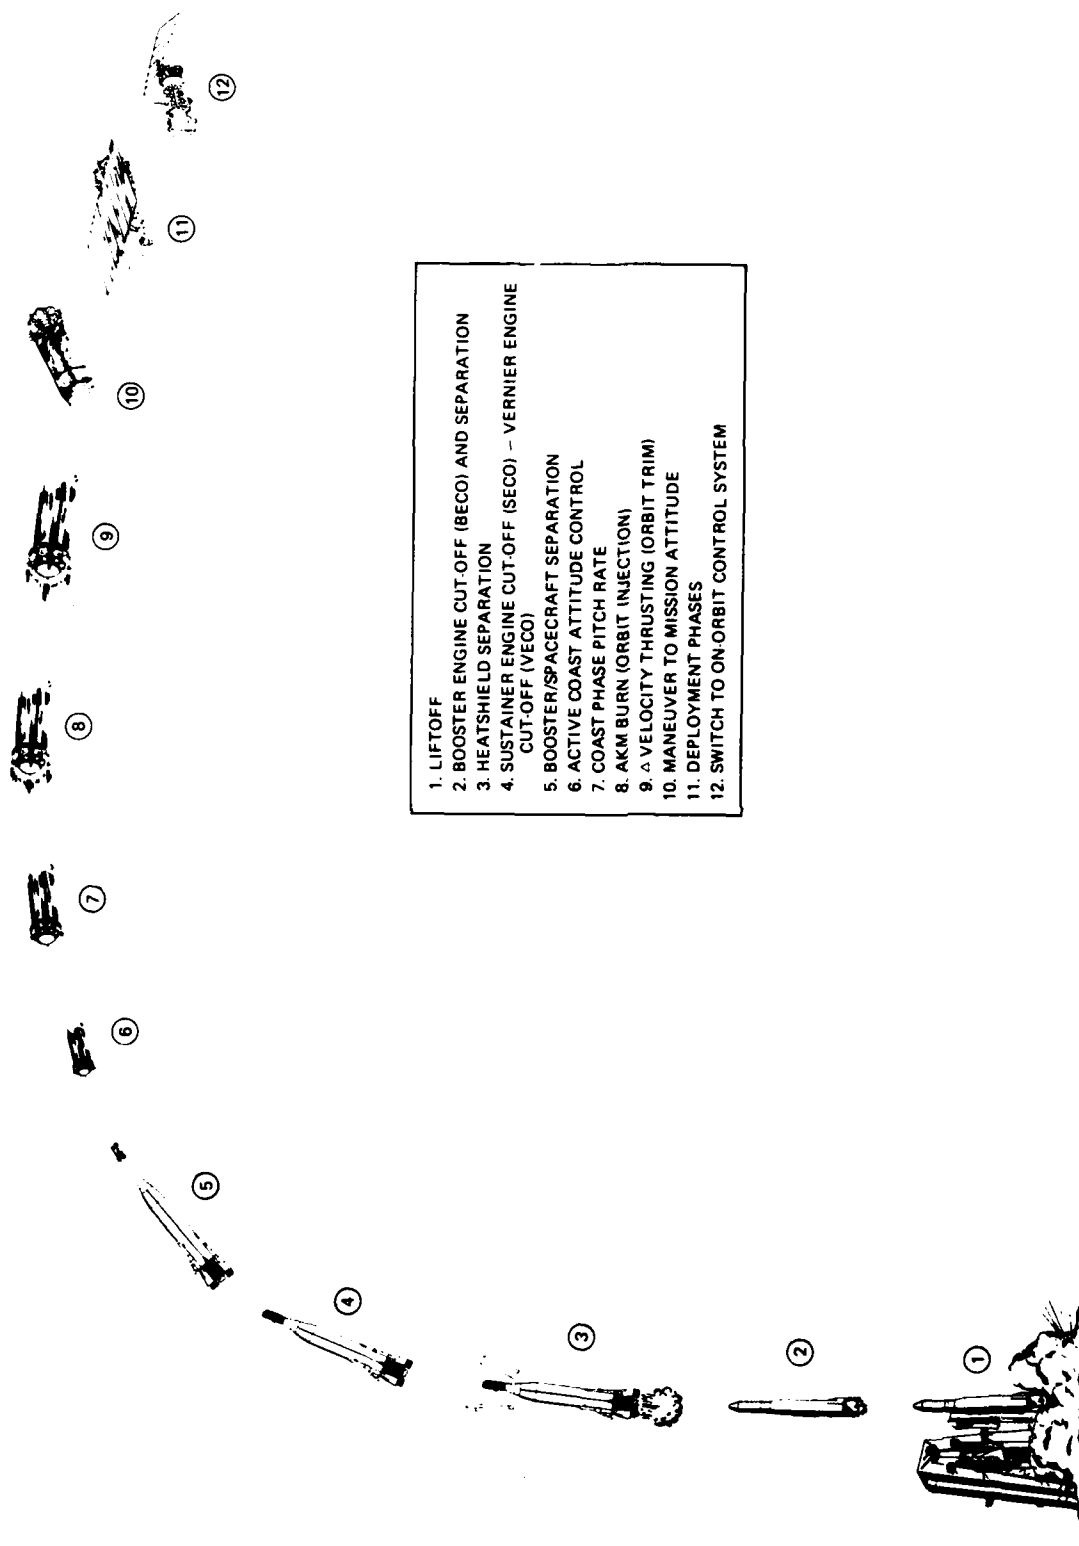 1. LIFTOFF
2. BOOSTER ENGINE CUT-OFF (BECO) AND SEPARATION
3. HEATSHIELD SEPARATION
4. SUSTAINER ENGINE CUT-OFF (SECO) – VERNIER ENGINE
CUT-OFF (VECO)
5. BOOSTER/SPACECRAFT SEPARATION
6. ACTIVE COAST ATTITUDE CONTROL
7. COAST PHASE PITCH RATE
8. AKM BURN (ORBIT INJECTION)
9. △ VELOCITY THRUSTING (ORBIT TRIM)
10. MANEUVER TO MISSION ATTITUDE
11. DEPLOYMENT PHASES
12. SWITCH TO ON-ORBIT CONTROL SYSTEM
1
2
3
4
5
6
7
8
9
10
11
12